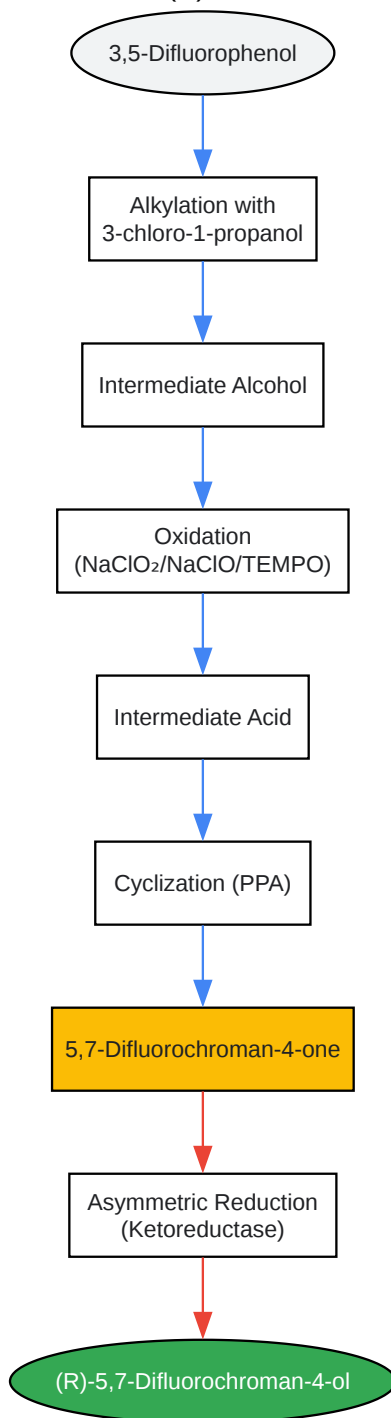 3,5-Difluorophenol
Alkylation with
3-chloro-1-propanol
Intermediate Alcohol
Oxidation
(NaClO₂/NaClO/TEMPO)
Intermediate Acid
Cyclization (PPA)
5,7-Difluorochroman-4-one
Asymmetric Reduction
(Ketoreductase)
(R)-5,7-Difluorochroman-4-ol